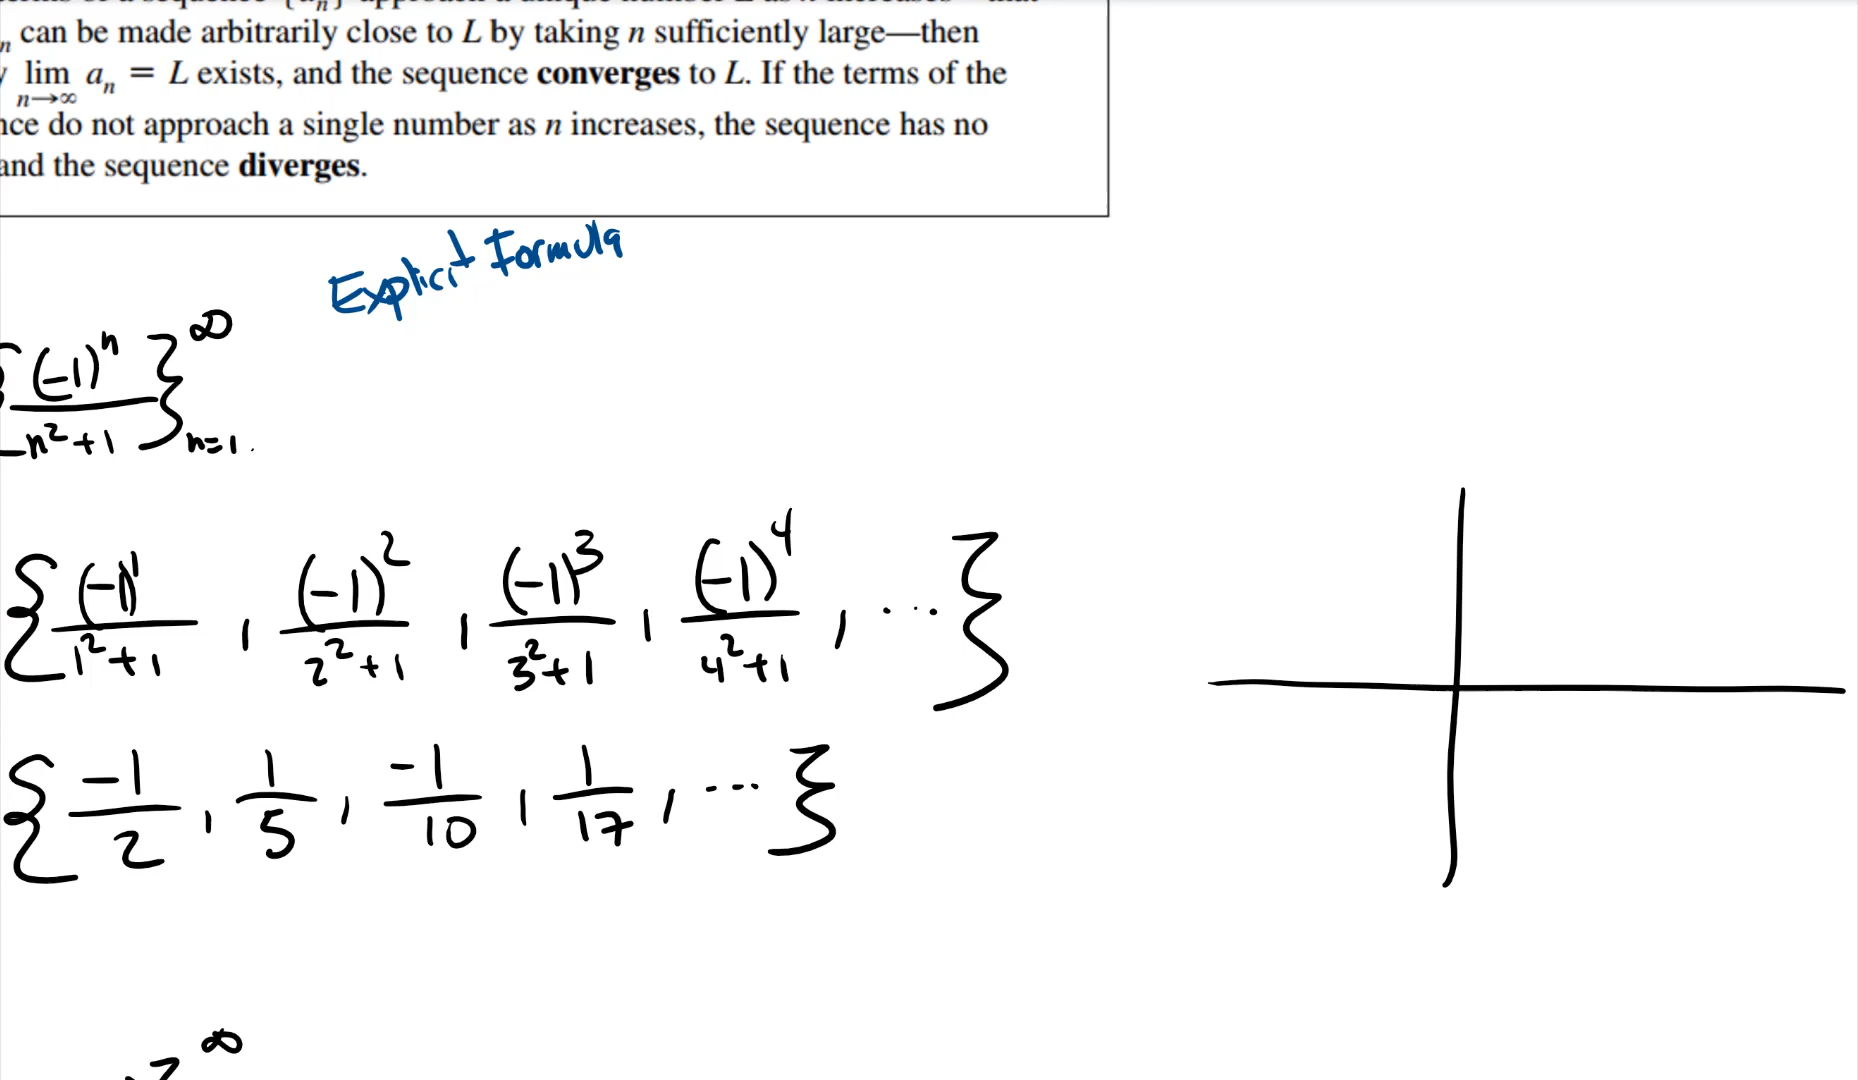 can be made arbitrarily close to L by taking n sufficiently large—then
lim n→∞ aₙ = L exists, and the sequence converges to L. If the terms of the
do not approach a single number as n increases, the sequence has no
and the sequence diverges.
Explicit Formula
{(-1)ⁿ / n²+1}^∞ n=1.
{(-1)¹ / 1²+1, (-1)² / 2²+1, (-1)³ / 3²+1, (-1)⁴ / 4²+1, ...}
{-1/2, 1/5, -1/10, 1/17, ...}
∞